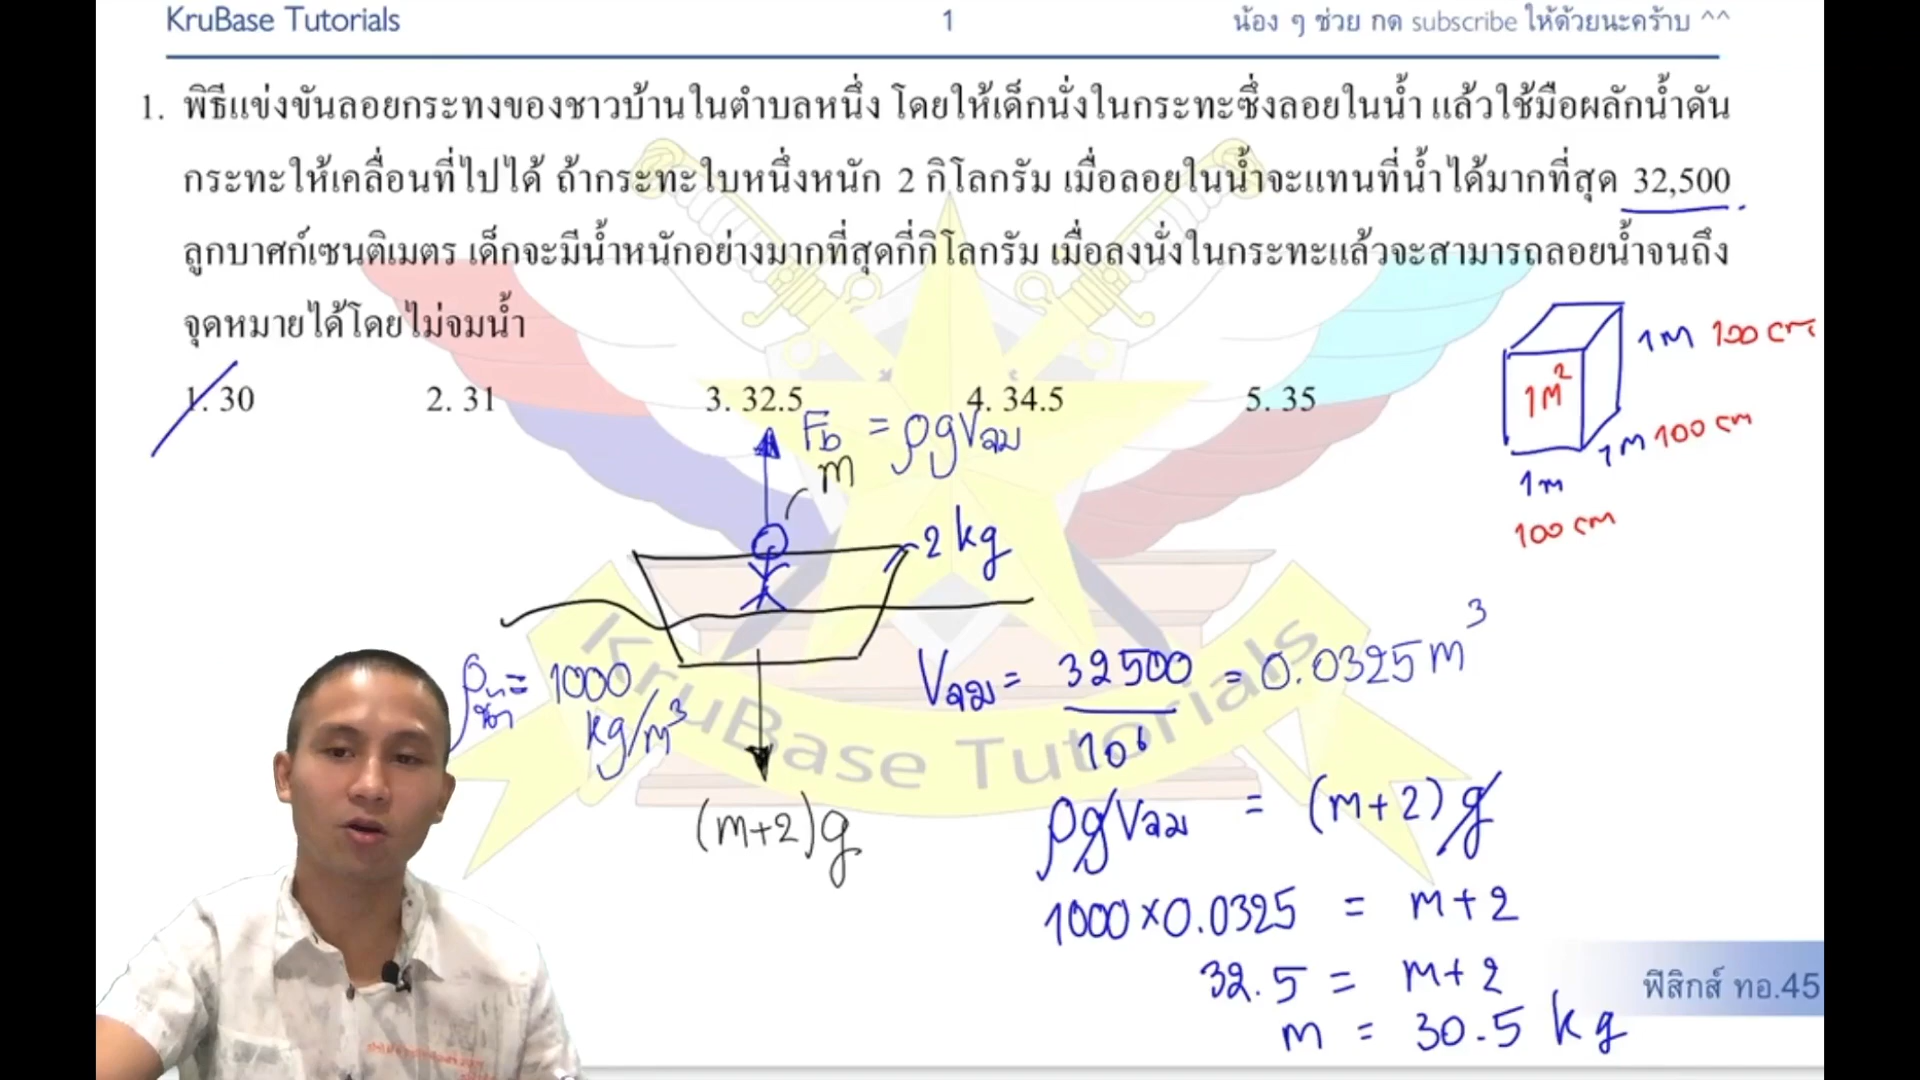 KruBase Tutorials 1 น้อง ๆ ช่วย กด subscribe ให้ด้วยนะคร้าบ ^^
1. พิธีแข่งขันลอยกระทงของชาวบ้านในตำบลหนึ่ง โดยให้เด็กนั่งในกระทะซึ่งลอยในน้ำ แล้วใช้มือผลักน้ำดัน
กระทะให้เคลื่อนที่ไปได้ ถ้ากระทะใบหนึ่งหนัก 2 กิโลกรัม เมื่อลอยในน้ำจะแทนที่น้ำได้มากที่สุด 32,500
ลูกบาศก์เซนติเมตร เด็กจะมีน้ำหนักอย่างมากที่สุดกี่กิโลกรัม เมื่อลงนั่งในกระทะแล้วจะสามารถลอยน้ำจนถึง
จุดหมายได้โดยไม่จมน้ำ
1m 100 cm
1. 30 2. 31 3. 32.5 4. 34.5 5. 35
1m²
Fb = ρgVจม
1m 100 cm
m
1m
100 cm
2 kg
ρน้ำ = 1000 kg/m³
Vจม = 32500 / 10⁶ = 0.0325 m³
KruBase Tutorials
(m+2)g
ρgVจม = (m+2)g
1000×0.0325 = m+2
32.5 = m+2
ฟิสิกส์ ทอ.45
m = 30.5 kg